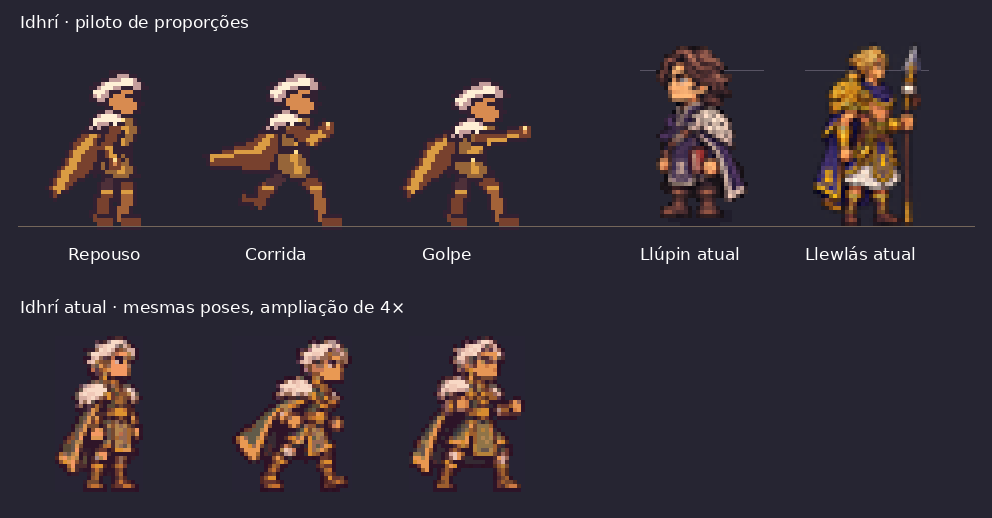 Idhrí · piloto de proporções
Repouso
Corrida
Golpe
Llúpin atual
Llewlás atual
Idhrí atual · mesmas poses, ampliação de 4×